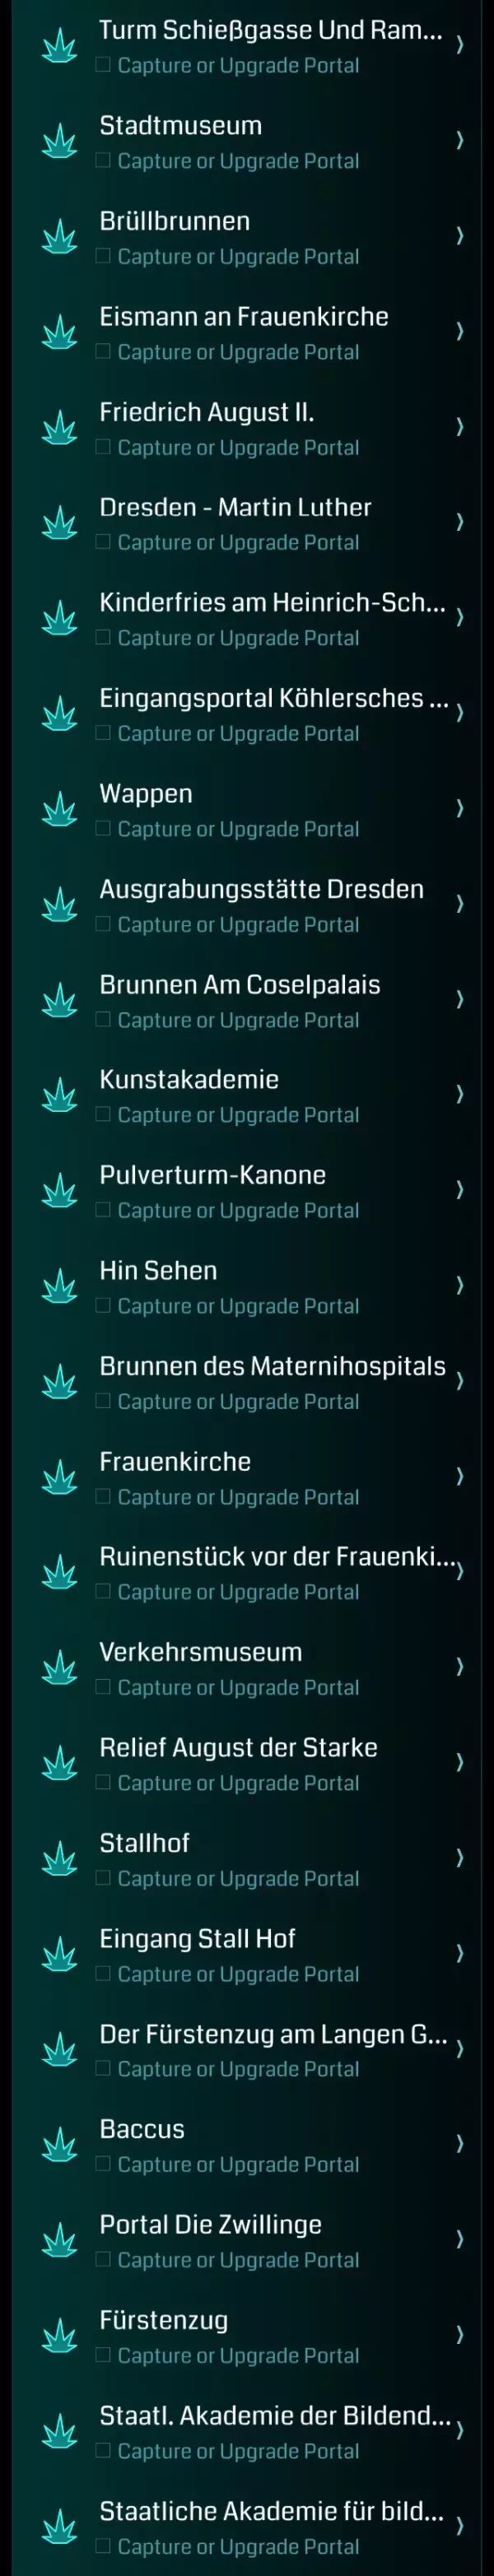 Turm Schießgasse Und Ram...
Capture or Upgrade Portal
Stadtmuseum
Capture or Upgrade Portal
Brüllbrunnen
Capture or Upgrade Portal
Eismann an Frauenkirche
Capture or Upgrade Portal
Friedrich August II.
Capture or Upgrade Portal
Dresden - Martin Luther
Capture or Upgrade Portal
Kinderfries am Heinrich-Sch...
Capture or Upgrade Portal
Eingangsportal Köhlersches ...
Capture or Upgrade Portal
Wappen
Capture or Upgrade Portal
Ausgrabungsstätte Dresden
Capture or Upgrade Portal
Brunnen Am Coselpalais
Capture or Upgrade Portal
Kunstakademie
Capture or Upgrade Portal
Pulverturm-Kanone
Capture or Upgrade Portal
Hin Sehen
Capture or Upgrade Portal
Brunnen des Maternihospitals
Capture or Upgrade Portal
Frauenkirche
Capture or Upgrade Portal
Ruinenstück vor der Frauenki...
Capture or Upgrade Portal
Verkehrsmuseum
Capture or Upgrade Portal
Relief August der Starke
Capture or Upgrade Portal
Stallhof
Capture or Upgrade Portal
Eingang Stall Hof
Capture or Upgrade Portal
Der Fürstenzug am Langen G...
Capture or Upgrade Portal
Baccus
Capture or Upgrade Portal
Portal Die Zwillinge
Capture or Upgrade Portal
Fürstenzug
Capture or Upgrade Portal
Staatl. Akademie der Bildend...
Capture or Upgrade Portal
Staatliche Akademie für bild...
Capture or Upgrade Portal